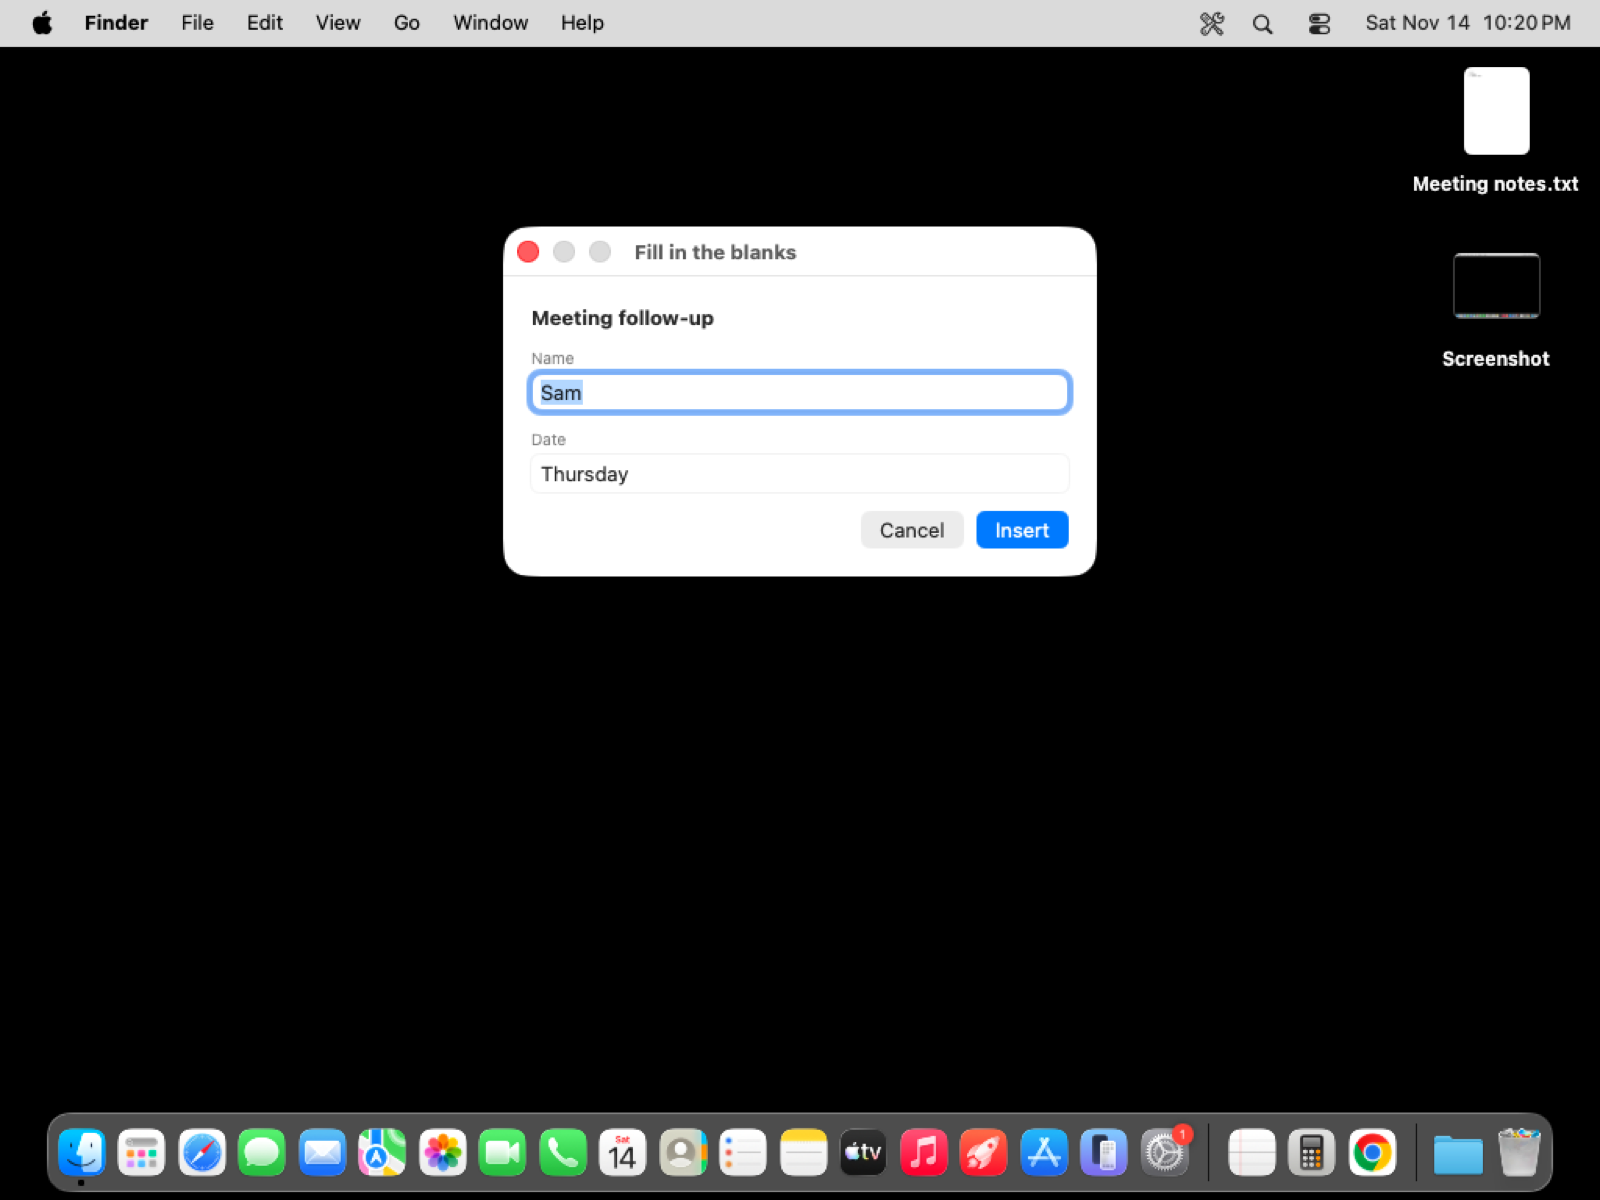 Finder File Edit View Go Window Help Sat Nov 14 10:20 PM
Meeting notes.txt
Screenshot
Fill in the blanks
Meeting follow-up
Name
Sam
Date
Thursday
Cancel Insert
Sat
14
tv
1